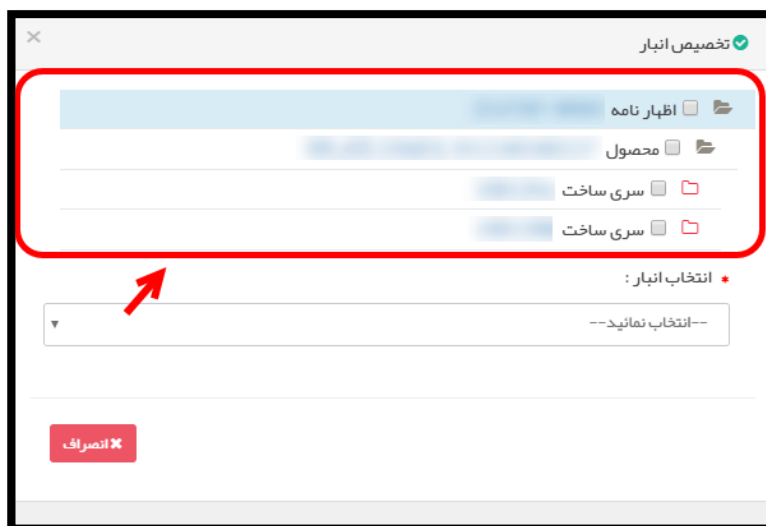 تخصیص انبار
اظهار نامه
محصول
سری ساخت
سری ساخت
* انتخاب انبار :
--انتخاب نمائید--
انصراف